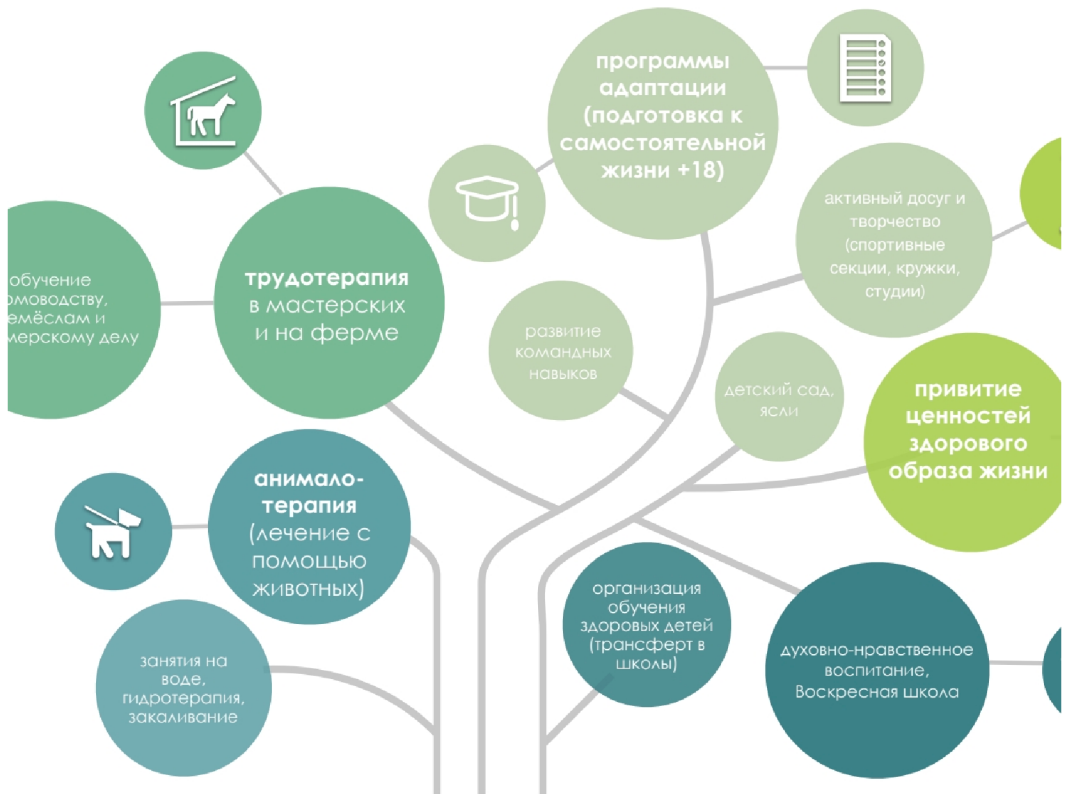 программы
адаптации
(подготовка к
самостоятельной
жизни +18)
активный досуг и
творчество
(спортивные
секции, кружки,
студии)
обучение
семёслам и
трудотерапия
в мастерских
и на ферме
развитие
командных
навыков
детский сад,
ясли
привитие
ценностей
здорового
образа жизни
анимало-
терапия
(лечение с
помощью
животных)
организация
обучения
здоровых детей
(трансферт в
школы)
занятия на
воде,
гидротерапия,
закаливание
духовно-нравственное
воспитание,
Воскресная школа